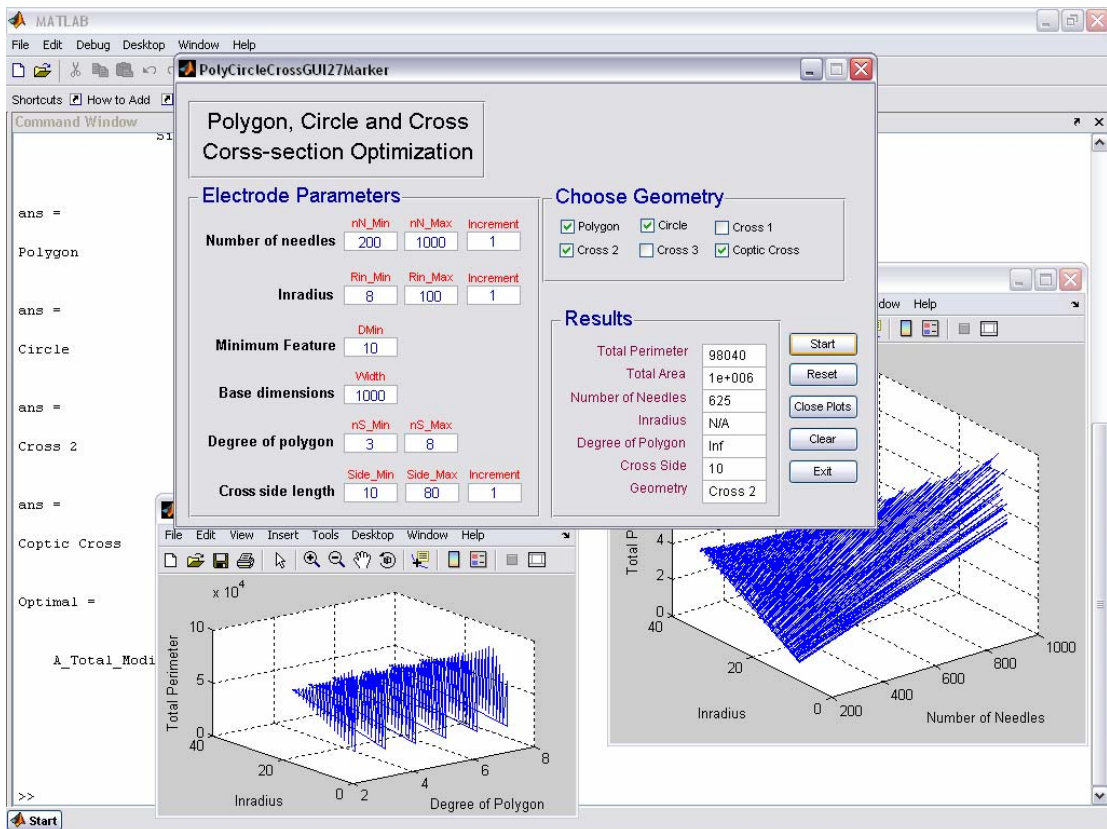 MATLAB
File Edit Debug Desktop Window Help
Shortcuts How to Add
Command Window
ans =
Polygon
ans =
Circle
ans =
Cross 2
ans =
Coptic Cross
Optimal =
A_Total_Modi
>>
Start
PolyCircleCrossGUI27Marker
Polygon, Circle and Cross
Corss-section Optimization
Electrode Parameters
nN_Min nN_Max Increment
Number of needles 200 1000 1
Rin_Min Rin_Max Increment
Inradius 8 100 1
DMin
Minimum Feature 10
Width
Base dimensions 1000
nS_Min nS_Max
Degree of polygon 3 8
Side_Min Side_Max Increment
Cross side length 10 80 1
Choose Geometry
Polygon Circle Cross 1
Cross 2 Cross 3 Coptic Cross
Results
Total Perimeter 98040
Total Area 1e+006
Number of Needles 625
Inradius N/A
Degree of Polygon Inf
Cross Side 10
Geometry Cross 2
Start
Reset
Close Plots
Clear
Exit
File Edit View Insert Tools Desktop Window Help
x 10^4
10
5
0
Total Perimeter
40
20
0
Inradius
2
4
6
8
Degree of Polygon
Help
Total P
4
2
0
40
20
0
Inradius
200
400
600
800
1000
Number of Needles